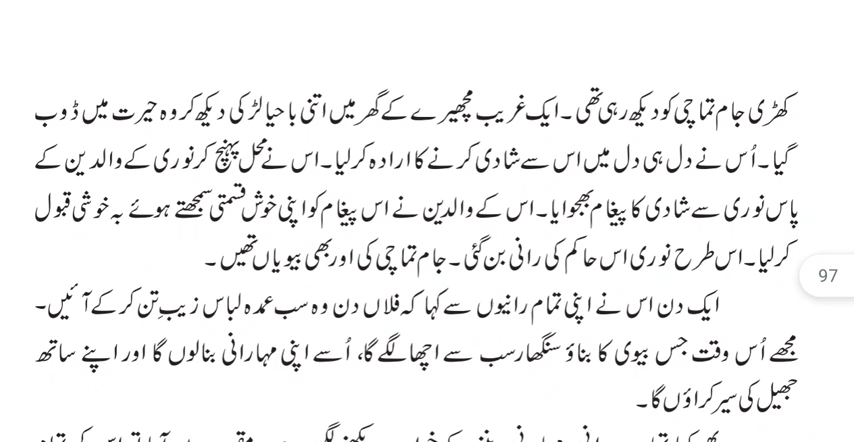 کھڑی جام تماچی کو دیکھ رہی تھی۔ ایک غریب مچھیرے کے گھر میں اتنی باحیا لڑکی دیکھ کر وہ حیرت میں ڈوب
گیا۔ اُس نے دل ہی دل میں اس سے شادی کرنے کا ارادہ کرلیا۔ اس نے محل پہنچ کر نوری کے والدین کے
پاس نوری سے شادی کا پیغام بھجوایا۔ اس کے والدین نے اس پیغام کو اپنی خوش قسمتی سمجھتے ہوئے بہ خوشی قبول
کرلیا۔ اس طرح نوری اس حاکم کی رانی بن گئی۔ جام تماچی کی اور بھی بیویاں تھیں۔
97
ایک دن اس نے اپنی تمام رانیوں سے کہا کہ فلاں دن وہ سب عمدہ لباس زیبِ تن کر کے آئیں۔
مجھے اُس وقت جس بیوی کا بناؤ سنگھار سب سے اچھا لگے گا، اُسے اپنی مہارانی بنالوں گا اور اپنے ساتھ
جھیل کی سیر کراؤں گا۔